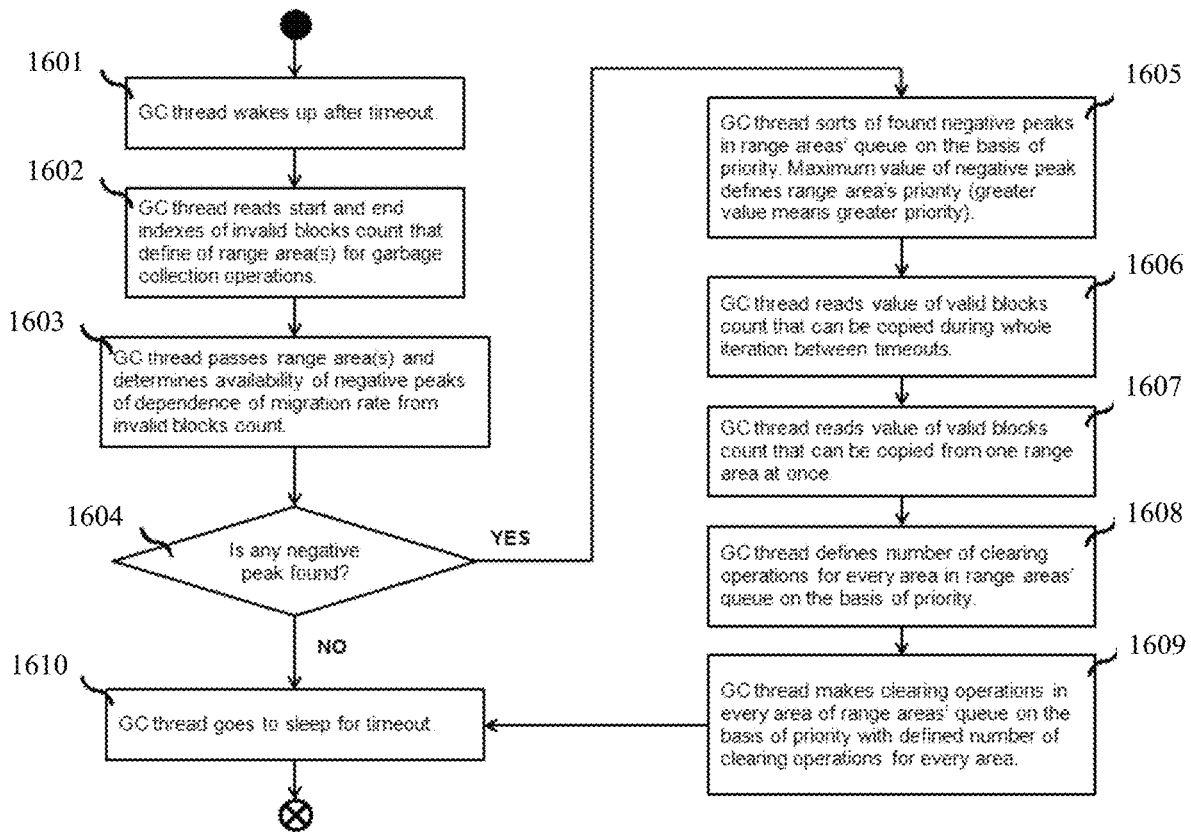 1601
GC thread wakes up after timeout.
1602
GC thread reads start and end
indexes of invalid blocks count that
define of range area(s) for garbage
collection operations.
1603
GC thread passes range area(s) and
determines availability of negative peaks
of dependence of migration rate from
invalid blocks count.
1604
Is any negative
peak found?
YES
NO
1610
GC thread goes to sleep for timeout.
1605
GC thread sorts of found negative peaks
in range areas' queue on the basis of
priority. Maximum value of negative peak
defines range area's priority (greater
value means greater priority).
1606
GC thread reads value of valid blocks
count that can be copied during whole
iteration between timeouts.
1607
GC thread reads value of valid blocks
count that can be copied from one range
area at once.
1608
GC thread defines number of clearing
operations for every area in range areas'
queue on the basis of priority.
1609
GC thread makes clearing operations in
every area of range areas' queue on the
basis of priority with defined number of
clearing operations for every area.